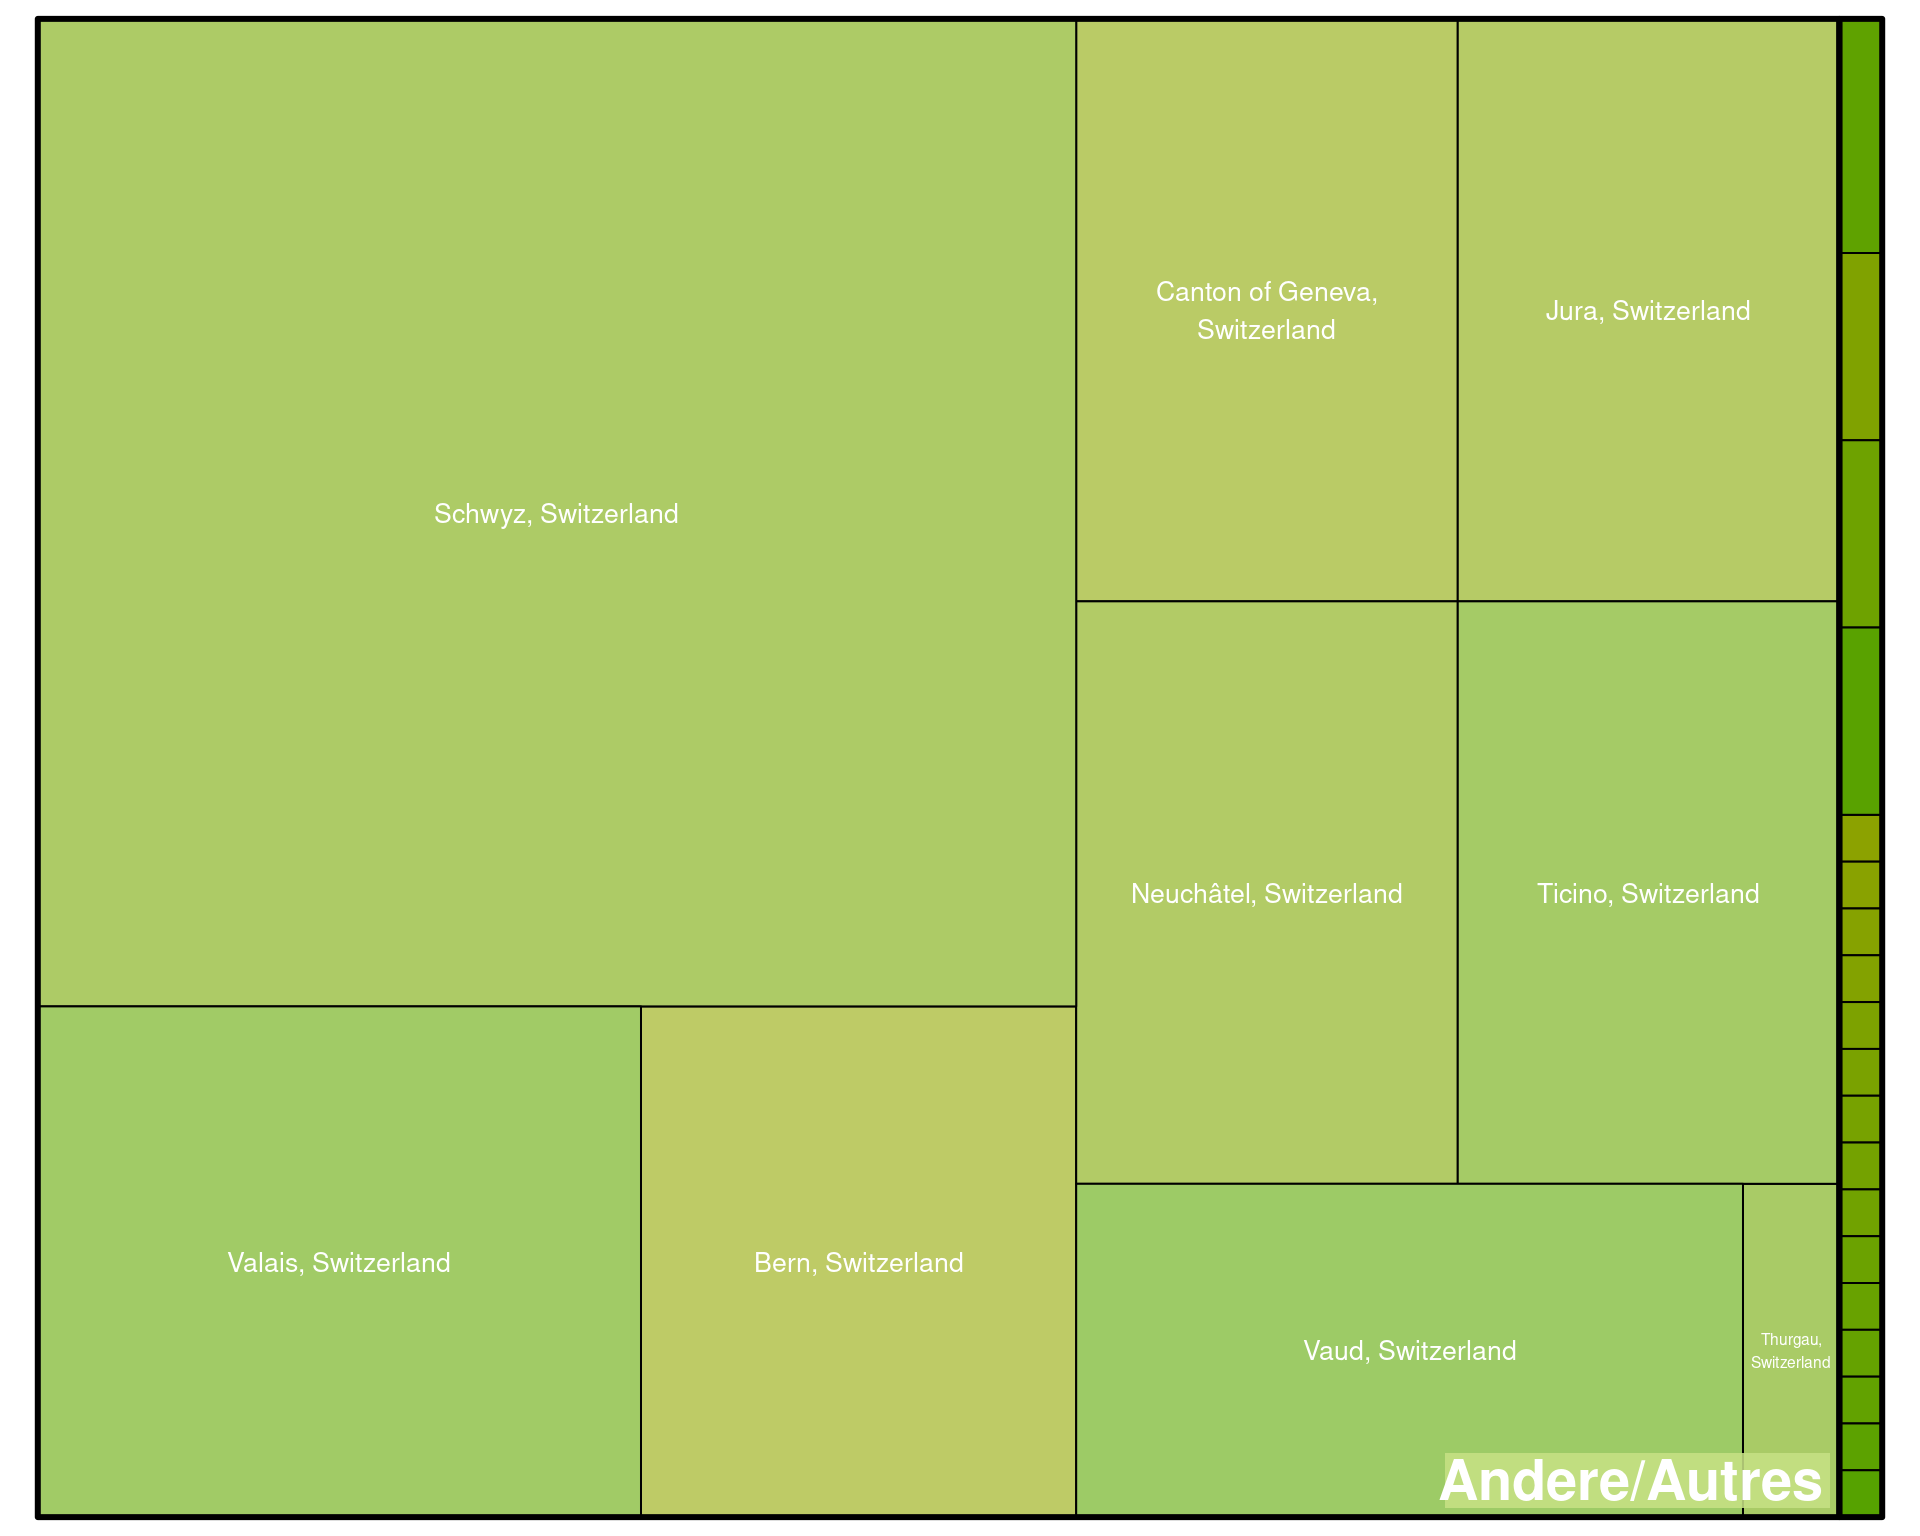 Schwyz, Switzerland
Canton of Geneva,
Switzerland
Jura, Switzerland
Neuchâtel, Switzerland
Ticino, Switzerland
Valais, Switzerland
Bern, Switzerland
Vaud, Switzerland
Thurgau,
Switzerland
Andere/Autres